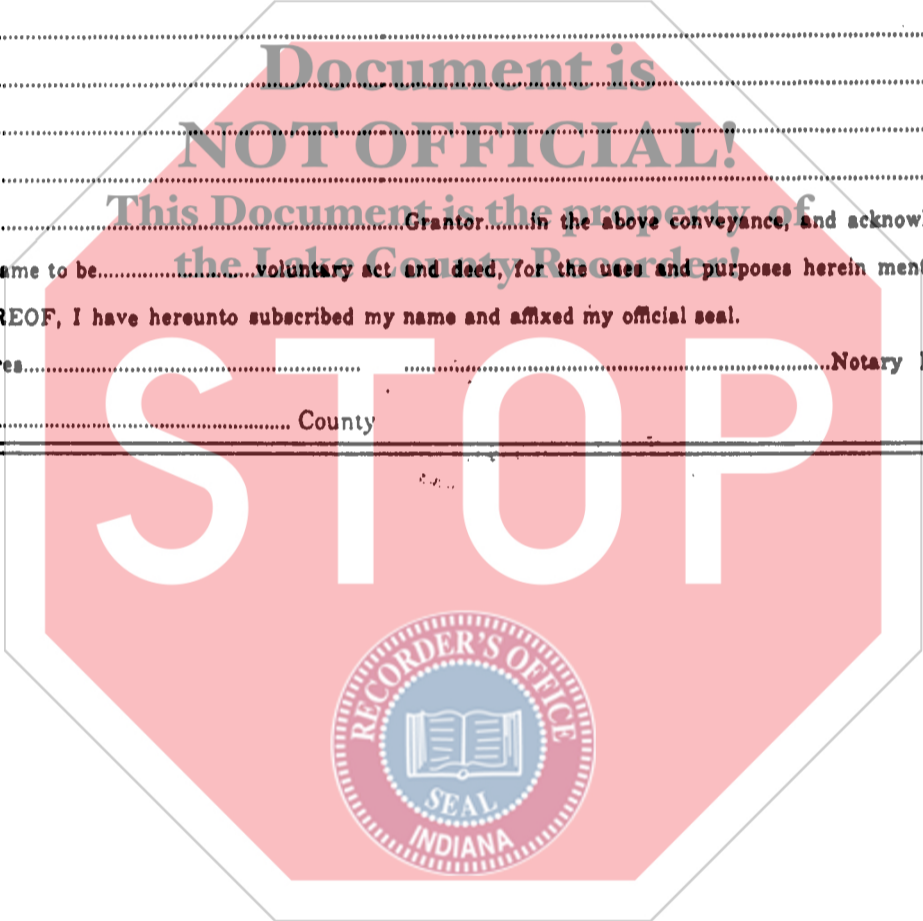 Document is
NOT OFFICIAL!
This Document is the property of
the Lake County Recorder!
Grantor in the above conveyance, and acknow
ame to be voluntary act and deed, for the uses and purposes herein ment
REOF, I have hereunto subscribed my name and affixed my official seal.
es Notary
County
STOP
RECORDER'S OFFICE
SEAL
INDIANA